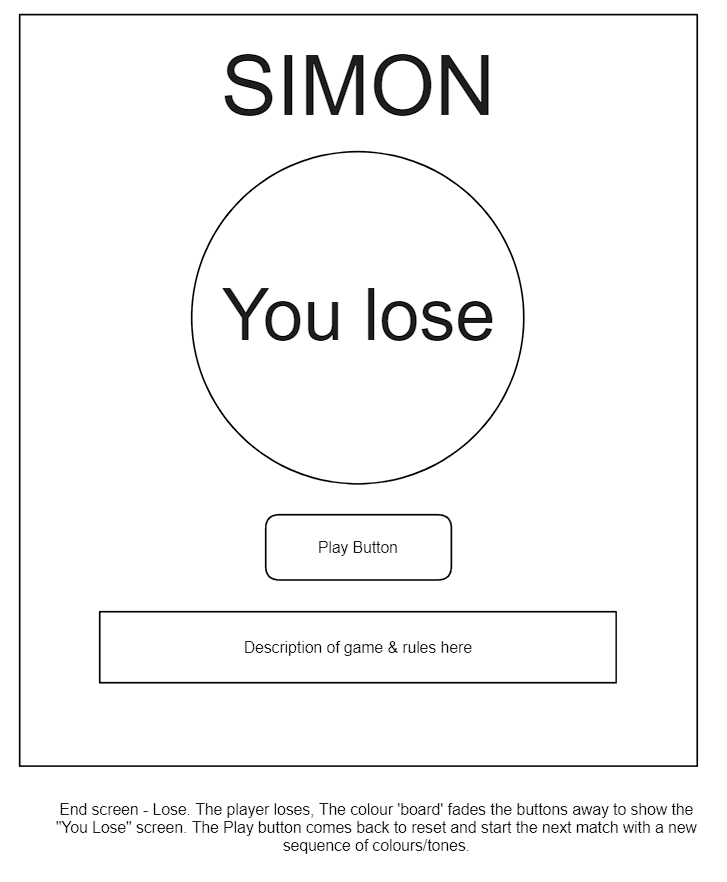 SIMON
You lose
Play Button
Description of game & rules here
End screen - Lose. The player loses, The colour 'board' fades the buttons away to show the
"You Lose" screen. The Play button comes back to reset and start the next match with a new
sequence of colours/tones.